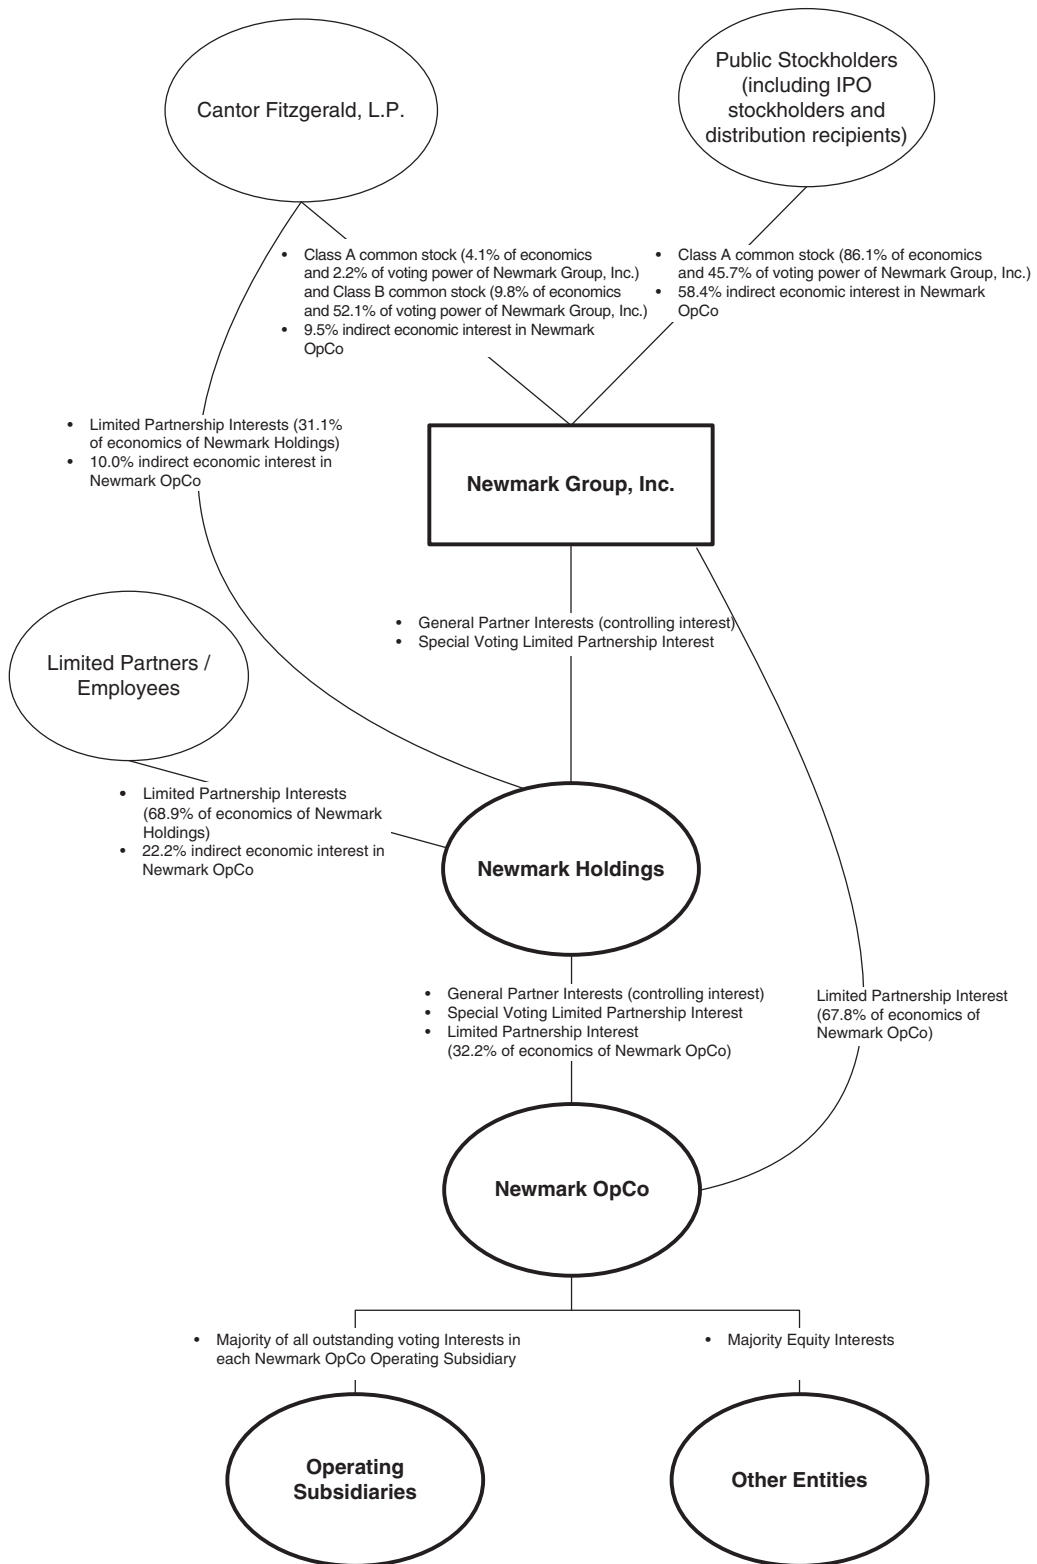 Cantor Fitzgerald, L.P.
Public Stockholders
(including IPO
stockholders and
distribution recipients)
• Class A common stock (4.1% of economics
and 2.2% of voting power of Newmark Group, Inc.)
and Class B common stock (9.8% of economics
and 52.1% of voting power of Newmark Group, Inc.)
• 9.5% indirect economic interest in Newmark
OpCo
• Class A common stock (86.1% of economics
and 45.7% of voting power of Newmark Group, Inc.)
• 58.4% indirect economic interest in Newmark
OpCo
• Limited Partnership Interests (31.1%
of economics of Newmark Holdings)
• 10.0% indirect economic interest in
Newmark OpCo
Newmark Group, Inc.
• General Partner Interests (controlling interest)
• Special Voting Limited Partnership Interest
Limited Partners /
Employees
• Limited Partnership Interests
(68.9% of economics of Newmark
Holdings)
• 22.2% indirect economic interest in
Newmark OpCo
Newmark Holdings
• General Partner Interests (controlling interest)
• Special Voting Limited Partnership Interest
• Limited Partnership Interest
(32.2% of economics of Newmark OpCo)
Limited Partnership Interest
(67.8% of economics of
Newmark OpCo)
Newmark OpCo
• Majority of all outstanding voting Interests in
each Newmark OpCo Operating Subsidiary
• Majority Equity Interests
Operating
Subsidiaries
Other Entities